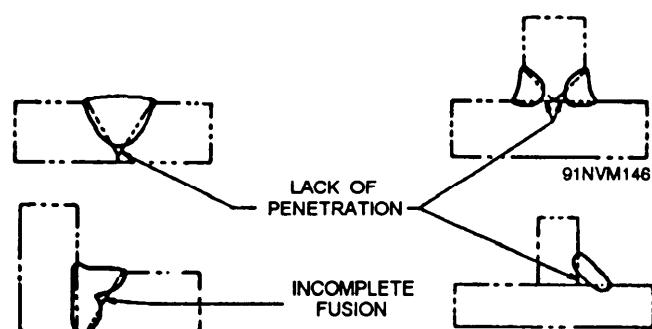 91NVM146
LACK OF
PENETRATION
INCOMPLETE
FUSION